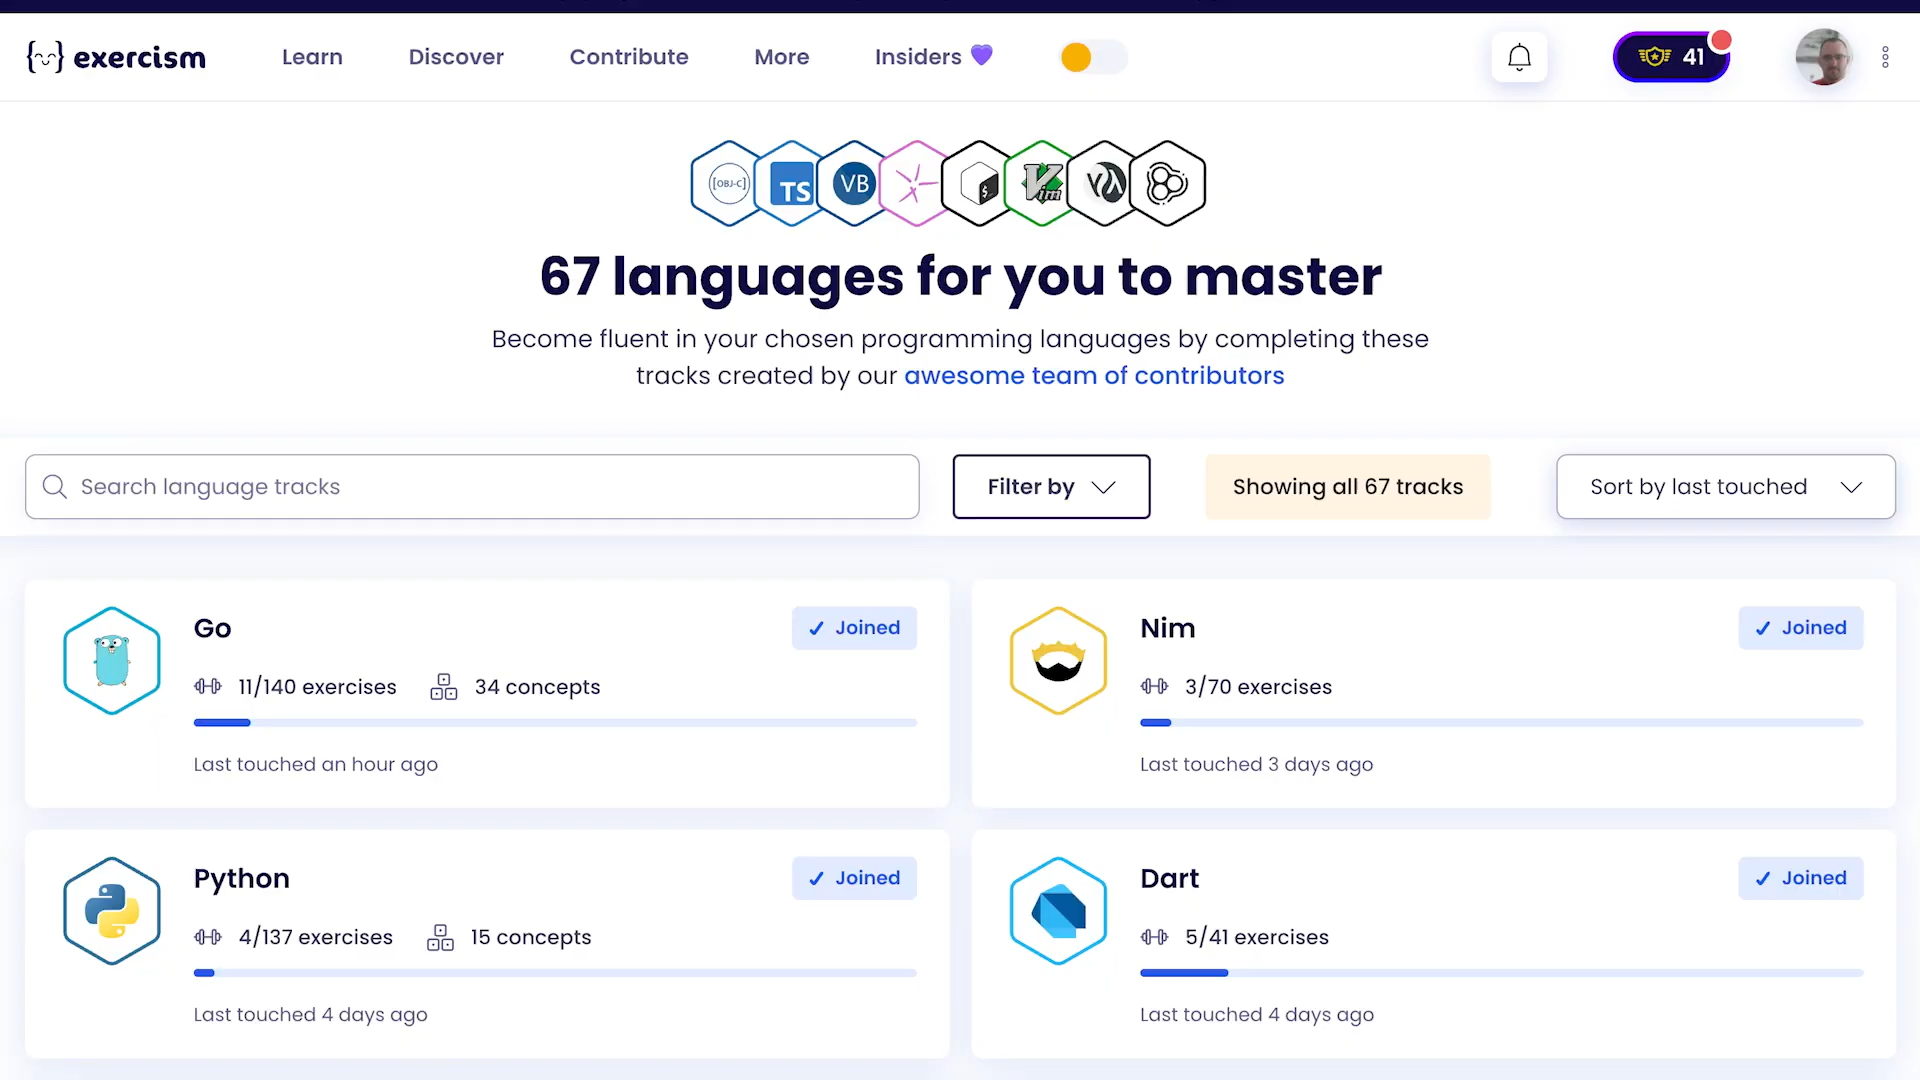 exercism
Learn
Discover
Contribute
More
Insiders
41
[OBJ-C]
TS
VB
$
Vim
67 languages for you to master
Become fluent in your chosen programming languages by completing these
tracks created by our awesome team of contributors
Search language tracks
Filter by
Showing all 67 tracks
Sort by last touched
Go
Joined
11/140 exercises
34 concepts
Last touched an hour ago
Nim
Joined
3/70 exercises
Last touched 3 days ago
Python
Joined
4/137 exercises
15 concepts
Last touched 4 days ago
Dart
Joined
5/41 exercises
Last touched 4 days ago